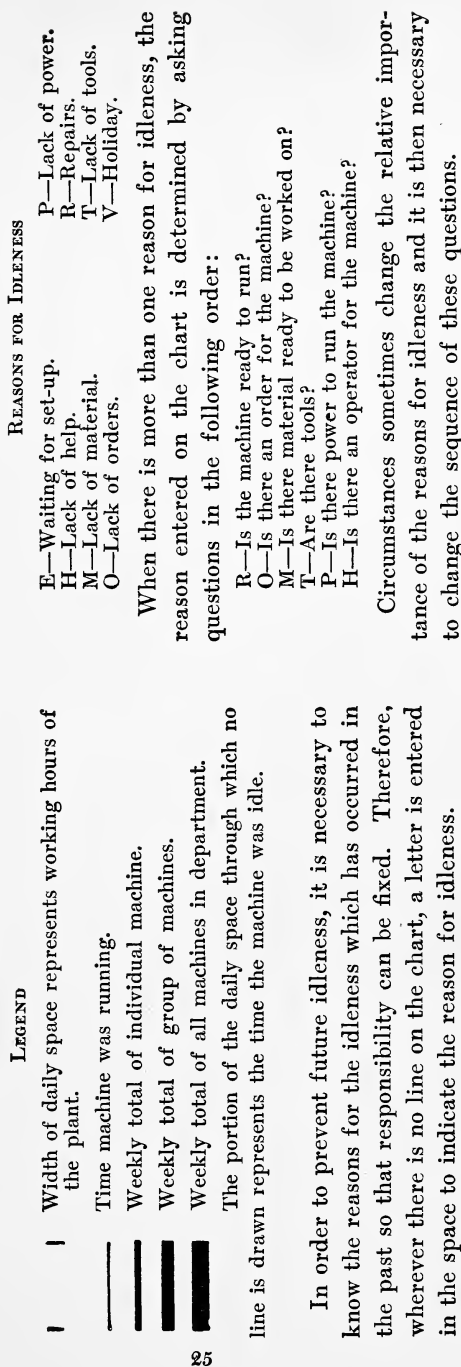 LEGEND
Width of daily space represents working hours of
the plant.
Time machine was running.
Weekly total of individual machine.
Weekly total of group of machines.
Weekly total of all machines in department.
The portion of the daily space through which no
line is drawn represents the time the machine was idle.
In order to prevent future idleness, it is necessary to
know the reasons for the idleness which has occurred in
the past so that responsibility can be fixed. Therefore,
wherever there is no line on the chart, a letter is entered
in the space to indicate the reason for idleness.
REASONS FOR IDLENESS
E—Waiting for set-up.
H—Lack of help.
M—Lack of material.
O—Lack of orders.
P—Lack of power.
R—Repairs.
T—Lack of tools.
V—Holiday.
When there is more than one reason for idleness, the
reason entered on the chart is determined by asking
questions in the following order:
R—Is the machine ready to run?
O—Is there an order for the machine?
M—Is there material ready to be worked on?
T—Are there tools?
P—Is there power to run the machine?
H—Is there an operator for the machine?
Circumstances sometimes change the relative impor-
tance of the reasons for idleness and it is then necessary
to change the sequence of these questions.
25